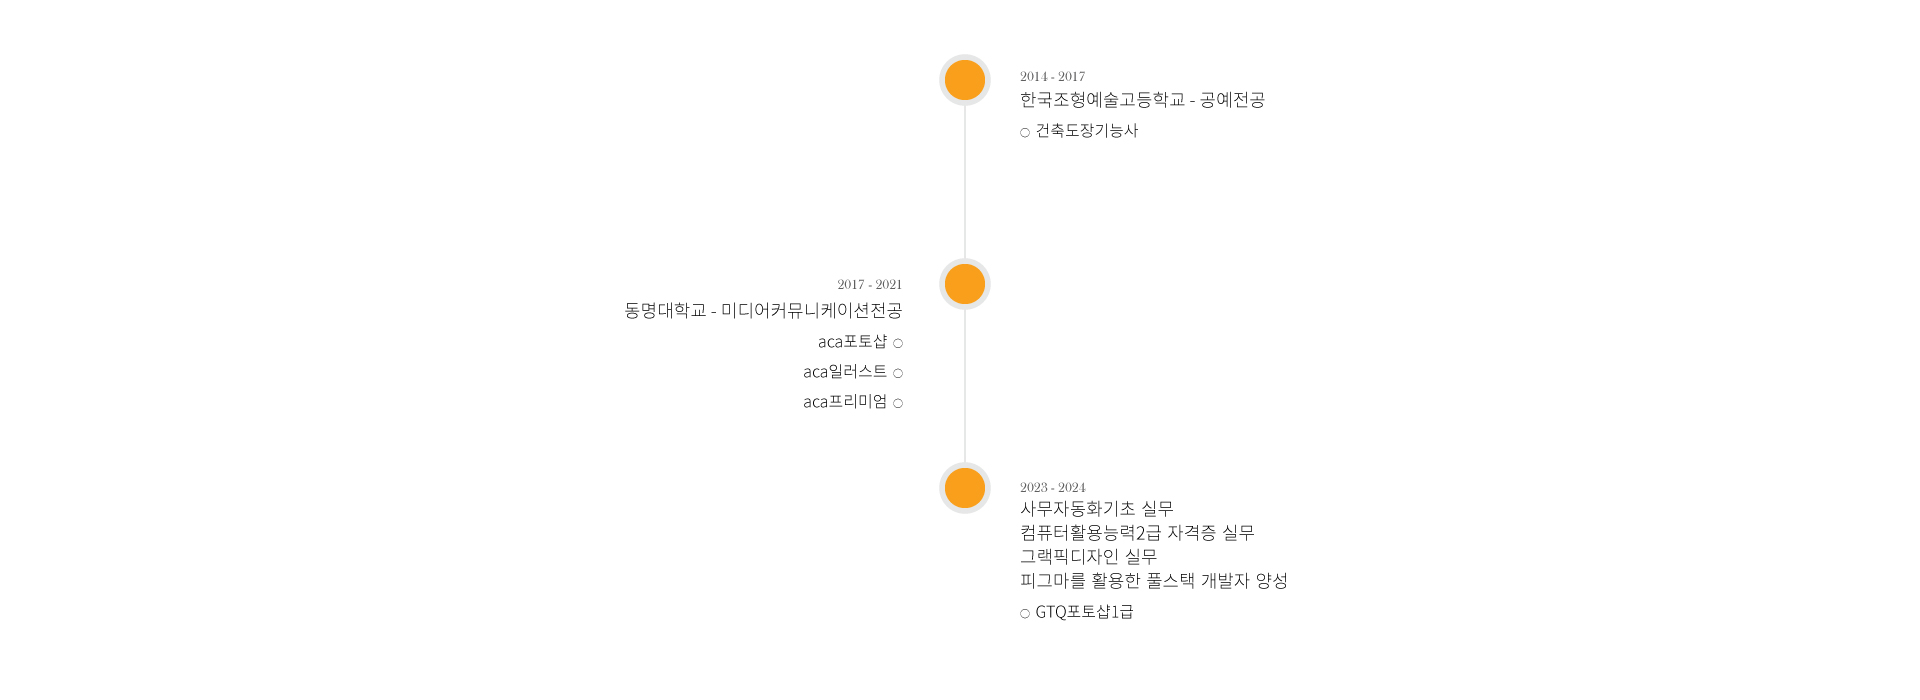 2014 - 2017
한국조형예술고등학교 - 공예전공
○ 건축도장기능사
2017 - 2021
동명대학교 - 미디어커뮤니케이션전공
aca포토샵 ○
aca일러스트 ○
aca프리미엄 ○
2023 - 2024
사무자동화기초 실무
컴퓨터활용능력2급 자격증 실무
그랙픽디자인 실무
피그마를 활용한 풀스택 개발자 양성
○ GTQ포토샵1급